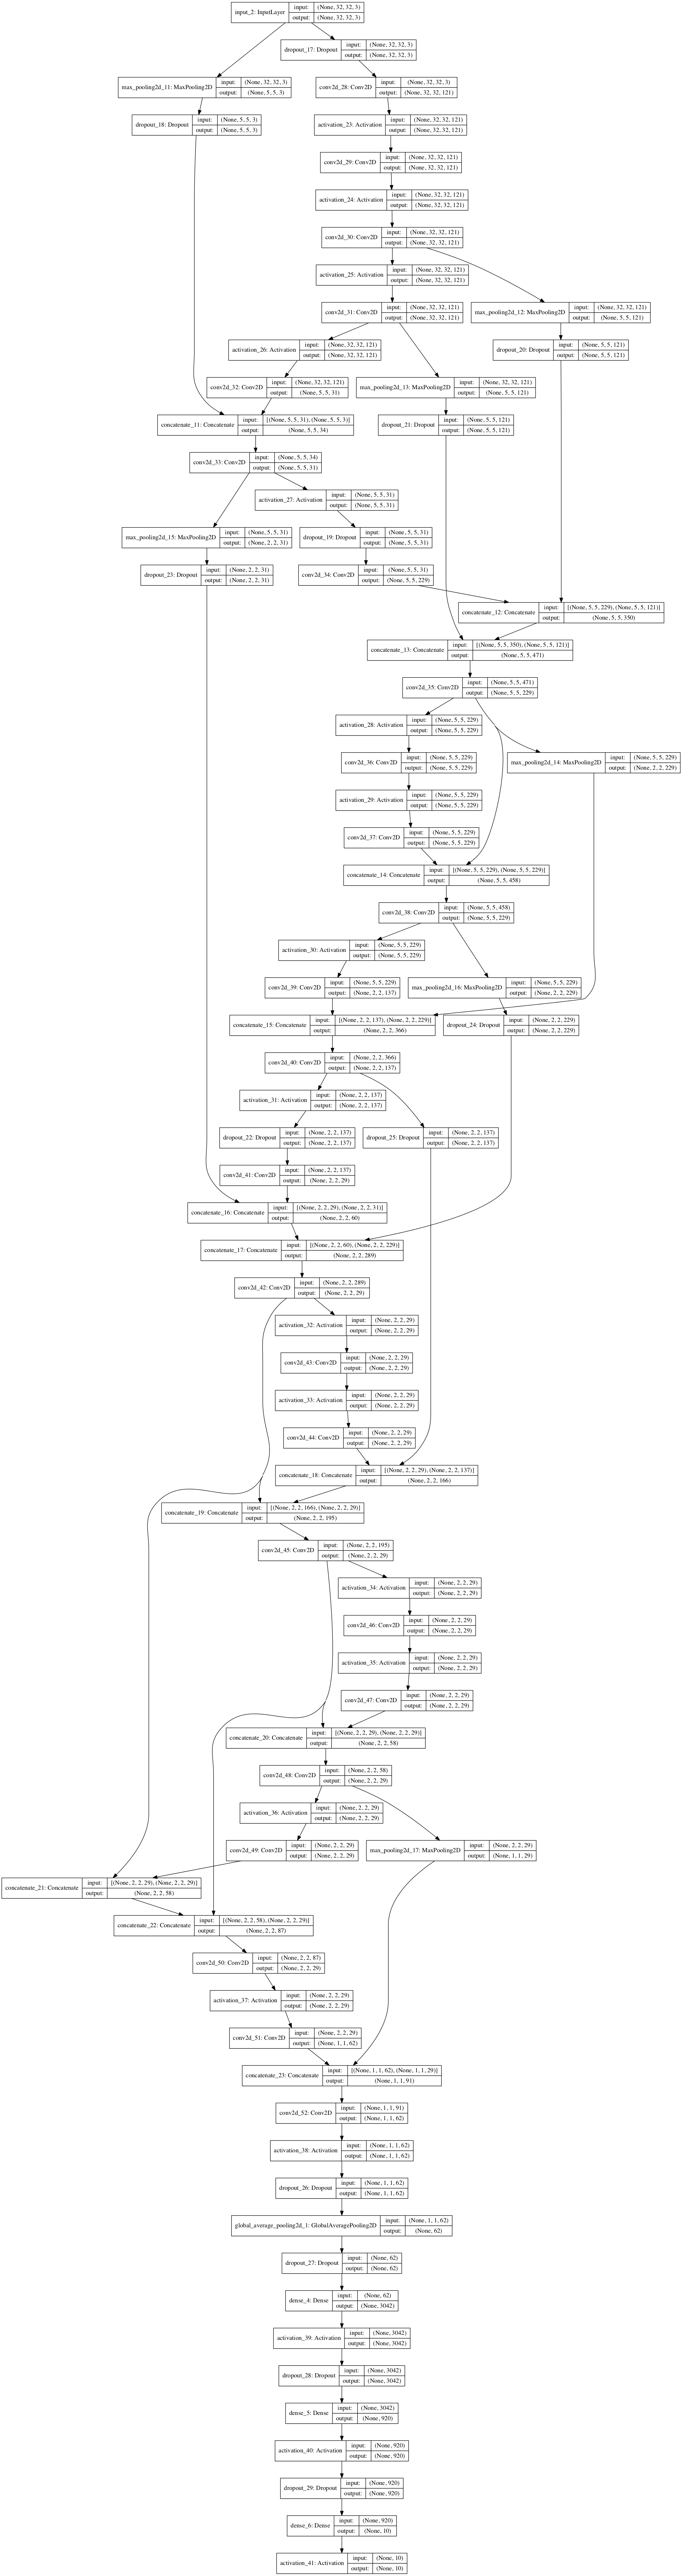 input_2: InputLayer
input: (None, 32, 32, 3)
output: (None, 32, 32, 3)
dropout_17: Dropout
input: (None, 32, 32, 3)
output: (None, 32, 32, 3)
max_pooling2d_11: MaxPooling2D
input: (None, 32, 32, 3)
output: (None, 5, 5, 3)
conv2d_28: Conv2D
input: (None, 32, 32, 3)
output: (None, 32, 32, 121)
dropout_18: Dropout
input: (None, 5, 5, 3)
output: (None, 5, 5, 3)
activation_23: Activation
input: (None, 32, 32, 121)
output: (None, 32, 32, 121)
conv2d_29: Conv2D
input: (None, 32, 32, 121)
output: (None, 32, 32, 121)
activation_24: Activation
input: (None, 32, 32, 121)
output: (None, 32, 32, 121)
conv2d_30: Conv2D
input: (None, 32, 32, 121)
output: (None, 32, 32, 121)
activation_25: Activation
input: (None, 32, 32, 121)
output: (None, 32, 32, 121)
conv2d_31: Conv2D
input: (None, 32, 32, 121)
output: (None, 32, 32, 121)
max_pooling2d_12: MaxPooling2D
input: (None, 32, 32, 121)
output: (None, 5, 5, 121)
activation_26: Activation
input: (None, 32, 32, 121)
output: (None, 32, 32, 121)
dropout_20: Dropout
input: (None, 5, 5, 121)
output: (None, 5, 5, 121)
conv2d_32: Conv2D
input: (None, 32, 32, 121)
output: (None, 5, 5, 31)
max_pooling2d_13: MaxPooling2D
input: (None, 32, 32, 121)
output: (None, 5, 5, 121)
concatenate_11: Concatenate
input: [(None, 5, 5, 31), (None, 5, 5, 3)]
output: (None, 5, 5, 34)
dropout_21: Dropout
input: (None, 5, 5, 121)
output: (None, 5, 5, 121)
conv2d_33: Conv2D
input: (None, 5, 5, 34)
output: (None, 5, 5, 31)
activation_27: Activation
input: (None, 5, 5, 31)
output: (None, 5, 5, 31)
max_pooling2d_15: MaxPooling2D
input: (None, 5, 5, 31)
output: (None, 2, 2, 31)
dropout_19: Dropout
input: (None, 5, 5, 31)
output: (None, 5, 5, 31)
dropout_23: Dropout
input: (None, 2, 2, 31)
output: (None, 2, 2, 31)
conv2d_34: Conv2D
input: (None, 5, 5, 31)
output: (None, 5, 5, 229)
concatenate_12: Concatenate
input: [(None, 5, 5, 229), (None, 5, 5, 121)]
output: (None, 5, 5, 350)
concatenate_13: Concatenate
input: [(None, 5, 5, 350), (None, 5, 5, 121)]
output: (None, 5, 5, 471)
conv2d_35: Conv2D
input: (None, 5, 5, 471)
output: (None, 5, 5, 229)
activation_28: Activation
input: (None, 5, 5, 229)
output: (None, 5, 5, 229)
conv2d_36: Conv2D
input: (None, 5, 5, 229)
output: (None, 5, 5, 229)
max_pooling2d_14: MaxPooling2D
input: (None, 5, 5, 229)
output: (None, 2, 2, 229)
activation_29: Activation
input: (None, 5, 5, 229)
output: (None, 5, 5, 229)
conv2d_37: Conv2D
input: (None, 5, 5, 229)
output: (None, 5, 5, 229)
concatenate_14: Concatenate
input: [(None, 5, 5, 229), (None, 5, 5, 229)]
output: (None, 5, 5, 458)
conv2d_38: Conv2D
input: (None, 5, 5, 458)
output: (None, 5, 5, 229)
activation_30: Activation
input: (None, 5, 5, 229)
output: (None, 5, 5, 229)
conv2d_39: Conv2D
input: (None, 5, 5, 229)
output: (None, 2, 2, 137)
max_pooling2d_16: MaxPooling2D
input: (None, 5, 5, 229)
output: (None, 2, 2, 229)
concatenate_15: Concatenate
input: [(None, 2, 2, 137), (None, 2, 2, 229)]
output: (None, 2, 2, 366)
dropout_24: Dropout
input: (None, 2, 2, 229)
output: (None, 2, 2, 229)
conv2d_40: Conv2D
input: (None, 2, 2, 366)
output: (None, 2, 2, 137)
activation_31: Activation
input: (None, 2, 2, 137)
output: (None, 2, 2, 137)
dropout_22: Dropout
input: (None, 2, 2, 137)
output: (None, 2, 2, 137)
dropout_25: Dropout
input: (None, 2, 2, 137)
output: (None, 2, 2, 137)
conv2d_41: Conv2D
input: (None, 2, 2, 137)
output: (None, 2, 2, 29)
concatenate_16: Concatenate
input: [(None, 2, 2, 29), (None, 2, 2, 31)]
output: (None, 2, 2, 60)
concatenate_17: Concatenate
input: [(None, 2, 2, 60), (None, 2, 2, 229)]
output: (None, 2, 2, 289)
conv2d_42: Conv2D
input: (None, 2, 2, 289)
output: (None, 2, 2, 29)
activation_32: Activation
input: (None, 2, 2, 29)
output: (None, 2, 2, 29)
conv2d_43: Conv2D
input: (None, 2, 2, 29)
output: (None, 2, 2, 29)
activation_33: Activation
input: (None, 2, 2, 29)
output: (None, 2, 2, 29)
conv2d_44: Conv2D
input: (None, 2, 2, 29)
output: (None, 2, 2, 29)
concatenate_18: Concatenate
input: [(None, 2, 2, 29), (None, 2, 2, 137)]
output: (None, 2, 2, 166)
concatenate_19: Concatenate
input: [(None, 2, 2, 166), (None, 2, 2, 29)]
output: (None, 2, 2, 195)
conv2d_45: Conv2D
input: (None, 2, 2, 195)
output: (None, 2, 2, 29)
activation_34: Activation
input: (None, 2, 2, 29)
output: (None, 2, 2, 29)
conv2d_46: Conv2D
input: (None, 2, 2, 29)
output: (None, 2, 2, 29)
activation_35: Activation
input: (None, 2, 2, 29)
output: (None, 2, 2, 29)
conv2d_47: Conv2D
input: (None, 2, 2, 29)
output: (None, 2, 2, 29)
concatenate_20: Concatenate
input: [(None, 2, 2, 29), (None, 2, 2, 29)]
output: (None, 2, 2, 58)
conv2d_48: Conv2D
input: (None, 2, 2, 58)
output: (None, 2, 2, 29)
activation_36: Activation
input: (None, 2, 2, 29)
output: (None, 2, 2, 29)
conv2d_49: Conv2D
input: (None, 2, 2, 29)
output: (None, 2, 2, 29)
max_pooling2d_17: MaxPooling2D
input: (None, 2, 2, 29)
output: (None, 1, 1, 29)
concatenate_21: Concatenate
input: [(None, 2, 2, 29), (None, 2, 2, 29)]
output: (None, 2, 2, 58)
concatenate_22: Concatenate
input: [(None, 2, 2, 58), (None, 2, 2, 29)]
output: (None, 2, 2, 87)
conv2d_50: Conv2D
input: (None, 2, 2, 87)
output: (None, 2, 2, 29)
activation_37: Activation
input: (None, 2, 2, 29)
output: (None, 2, 2, 29)
conv2d_51: Conv2D
input: (None, 2, 2, 29)
output: (None, 1, 1, 62)
concatenate_23: Concatenate
input: [(None, 1, 1, 62), (None, 1, 1, 29)]
output: (None, 1, 1, 91)
conv2d_52: Conv2D
input: (None, 1, 1, 91)
output: (None, 1, 1, 62)
activation_38: Activation
input: (None, 1, 1, 62)
output: (None, 1, 1, 62)
dropout_26: Dropout
input: (None, 1, 1, 62)
output: (None, 1, 1, 62)
global_average_pooling2d_1: GlobalAveragePooling2D
input: (None, 1, 1, 62)
output: (None, 62)
dropout_27: Dropout
input: (None, 62)
output: (None, 62)
dense_4: Dense
input: (None, 62)
output: (None, 3042)
activation_39: Activation
input: (None, 3042)
output: (None, 3042)
dropout_28: Dropout
input: (None, 3042)
output: (None, 3042)
dense_5: Dense
input: (None, 3042)
output: (None, 920)
activation_40: Activation
input: (None, 920)
output: (None, 920)
dropout_29: Dropout
input: (None, 920)
output: (None, 920)
dense_6: Dense
input: (None, 920)
output: (None, 10)
activation_41: Activation
input: (None, 10)
output: (None, 10)